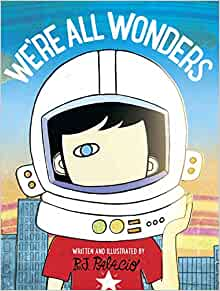 WE'RE ALL WONDERS
WRITTEN AND ILLUSTRATED BY
R.J. PALACIO